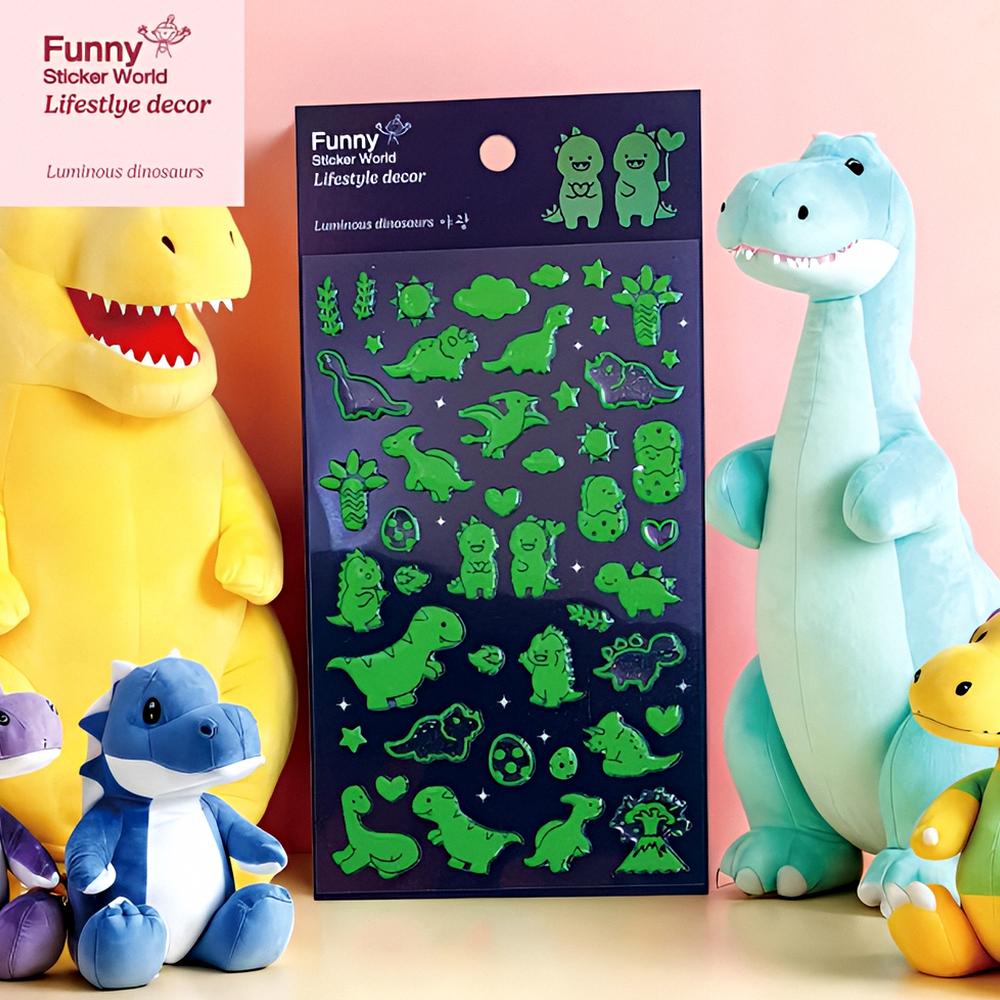 Funny
Sticker World
Lifestlye decor
Luminous dinosaurs
Funny
Sticker World
Lifestyle decor
Luminous dinosaurs 야광